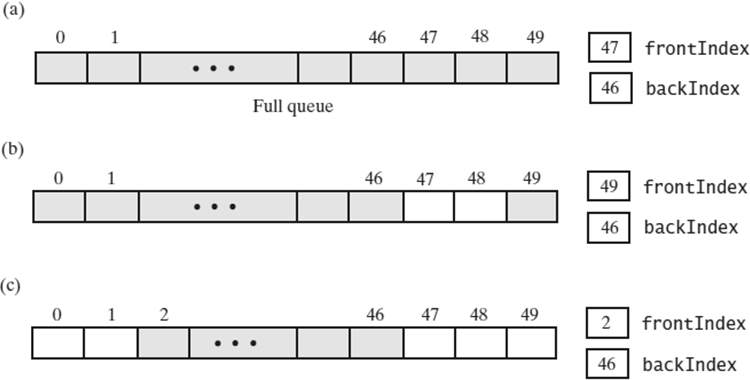 (a)
0 1 46 47 48 49
• • •
47 frontIndex
46 backIndex
Full queue
(b)
0 1 46 47 48 49
• • •
49 frontIndex
46 backIndex
(c)
0 1 2 46 47 48 49
• • •
2 frontIndex
46 backIndex